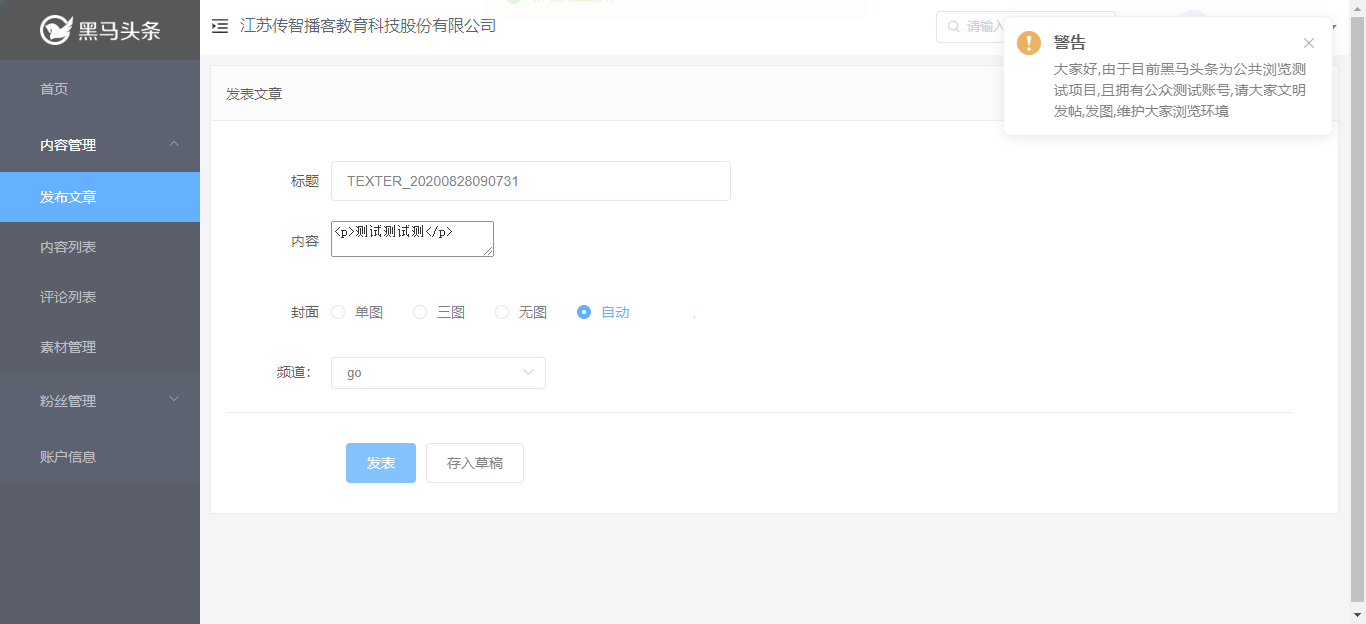 黑马头条
江苏传智播客教育科技股份有限公司
请输入
警告
大家好,由于目前黑马头条为公共浏览测
试项目,且拥有公众测试账号,请大家文明
发帖,发图,维护大家浏览环境
首页
内容管理
发布文章
内容列表
评论列表
素材管理
粉丝管理
账户信息
发表文章
标题 TEXTER_20200828090731
内容 <p>测试测试测</p>
封面 单图 三图 无图 自动
频道: go
发表 存入草稿